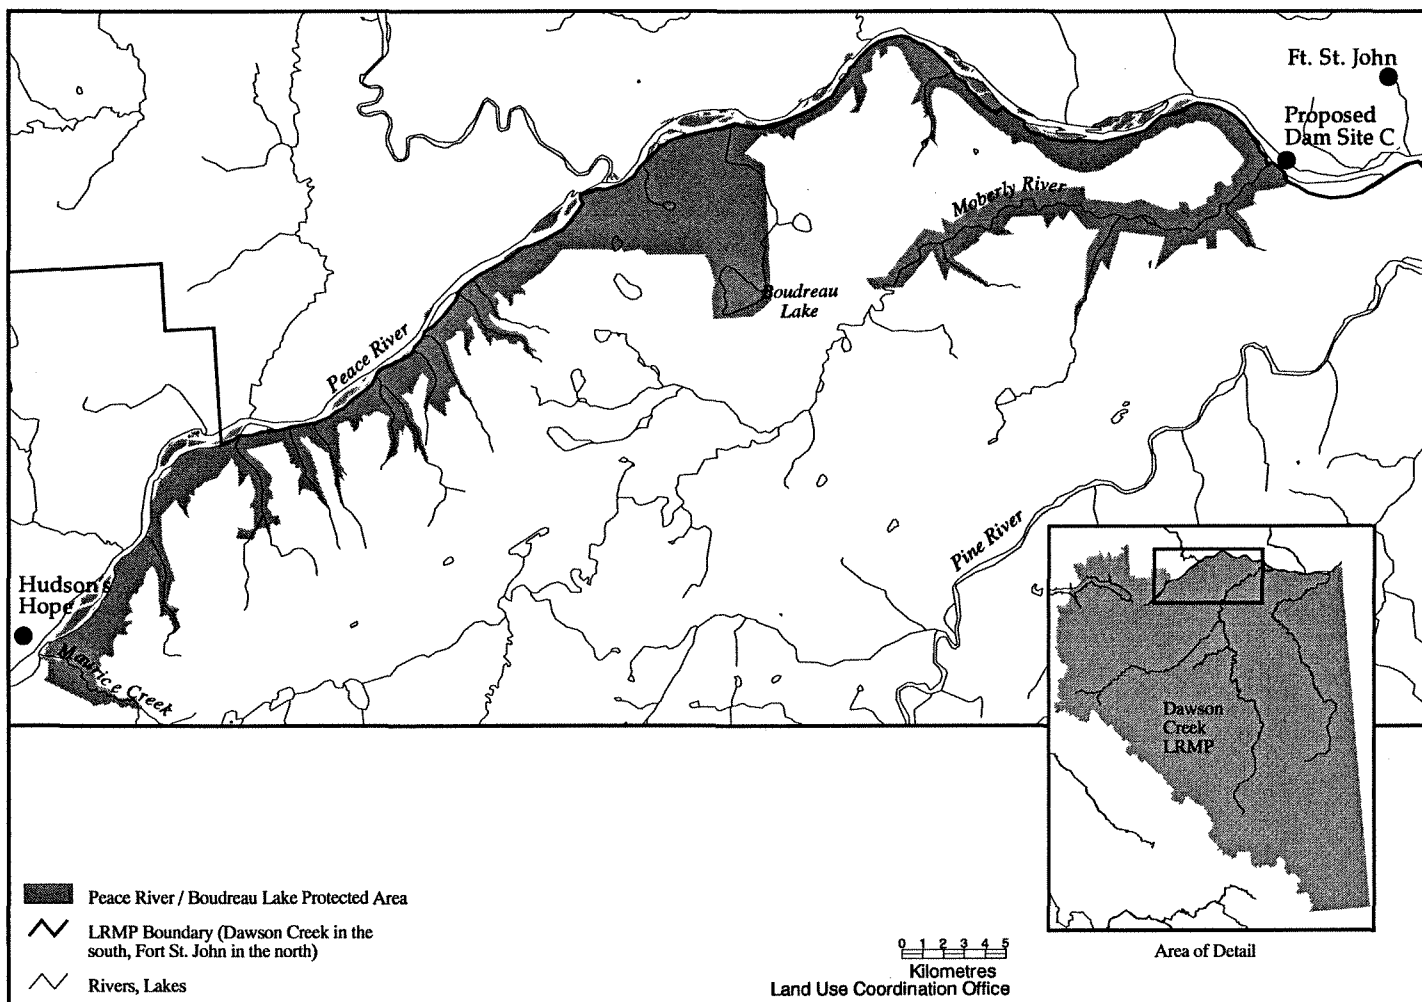 Ft. St. John
Proposed
Dam Site C
Moberly River
Boudreau
Lake
Peace River
Pine River
Hudson's
Hope
Maurice Creek
Dawson
Creek
LRMP
Peace River / Boudreau Lake Protected Area
LRMP Boundary (Dawson Creek in the
south, Fort St. John in the north)
Rivers, Lakes
0 1 2 3 4 5
Kilometres
Land Use Coordination Office
Area of Detail